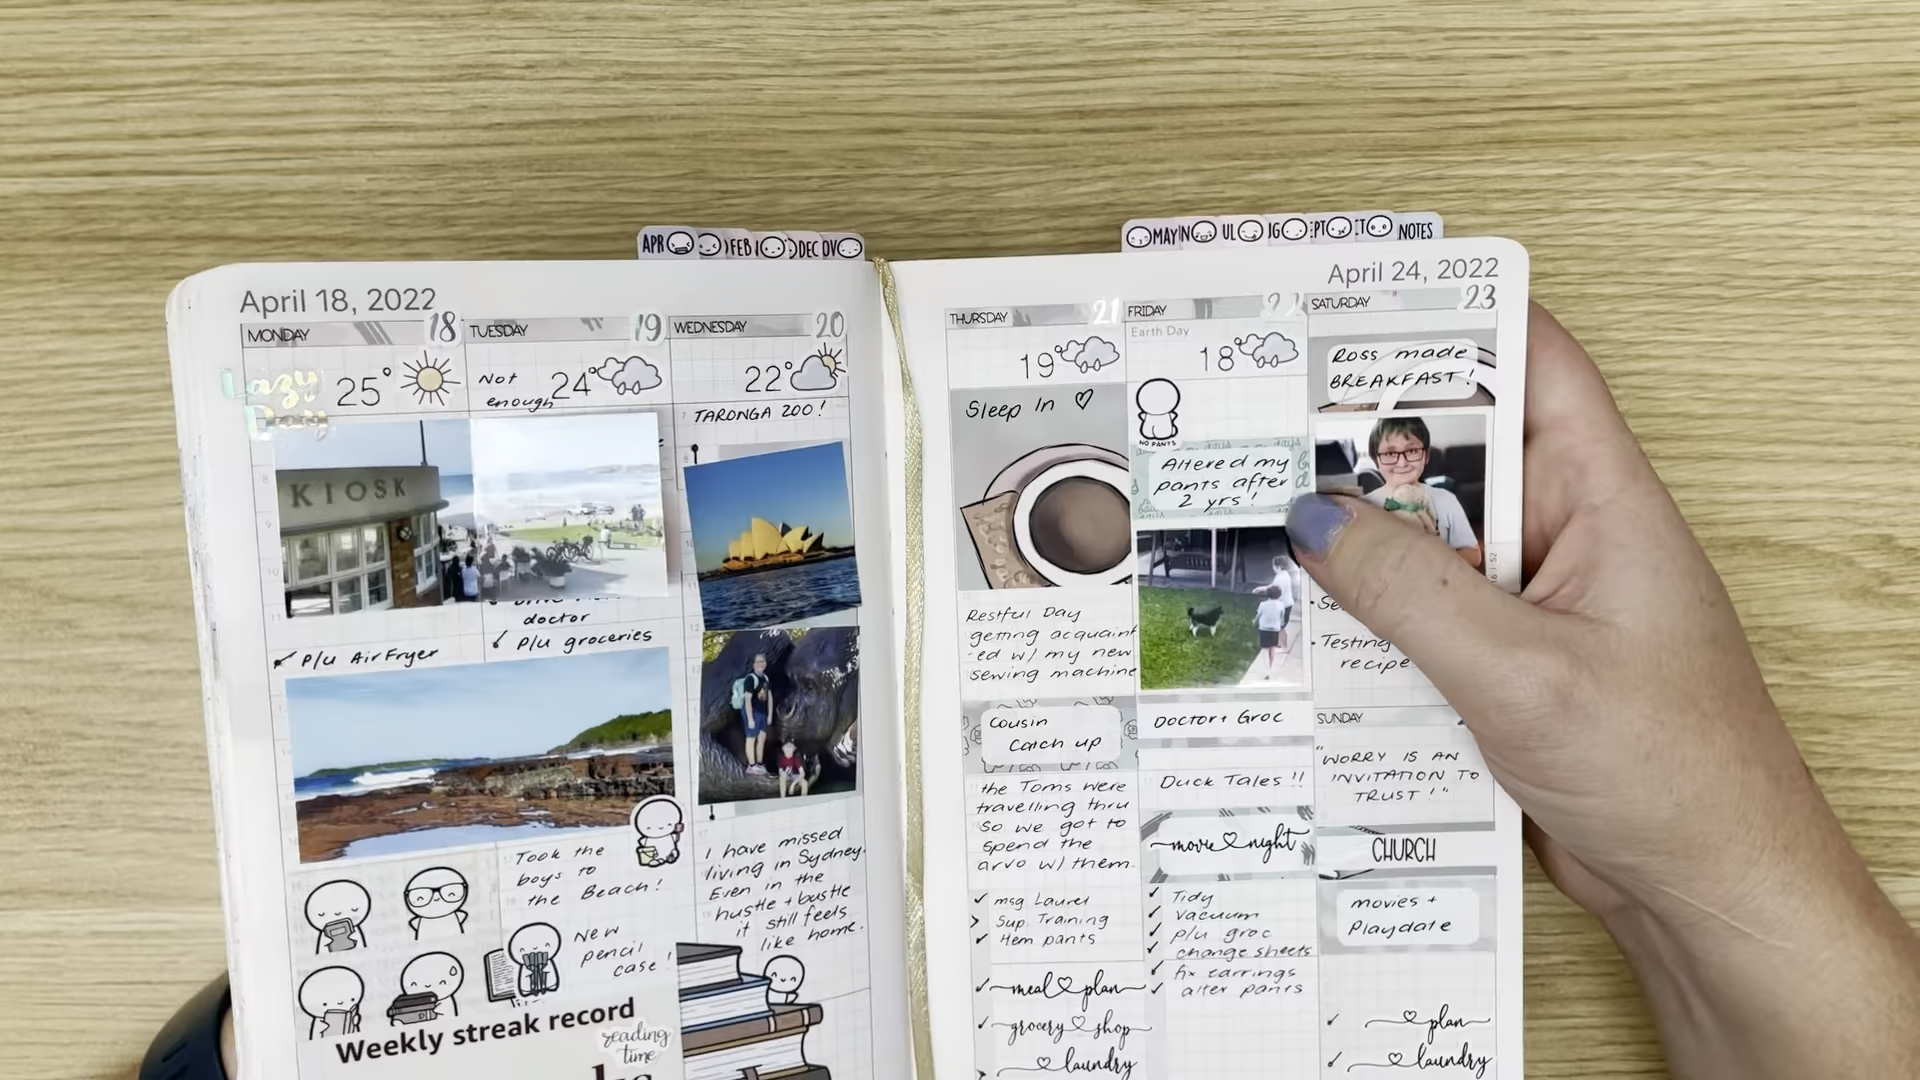 APR
FEB
DEC
OV
MAY
N
UL
NOTES
April 18, 2022
MONDAY 18
Lazy
Day
25°
KIOSK
✓ P/u AirFryer
TUESDAY 19
Not
enough
24°
doctor
✓ P/u groceries
Took the
boys to
the Beach!
New
pencil
case!
Weekly streak record
reading
time
WEDNESDAY 20
22°
TARONGA ZOO!
I have missed
living in Sydney.
Even in the
hustle + bustle
it still feels
like home.
April 24, 2022
THURSDAY 21
19°
Sleep In ♡
Restful Day
getting acquaint
-ed w/ my new
sewing machine
Cousin
Catch up
the Toms were
travelling thru
so we got to
spend the
arvo w/ them.
✓ msg Laurel
> Sup. Training
✓ Hem pants
✓ meal ♡ plan
✓ grocery ♡ shop
♡ laundry
FRIDAY 22
Earth Day
18°
NO PANTS
Altered my
pants after
2 yrs!
Doctor + Groc
Duck Tales!!
movie ♡ night
✓ Tidy
✓ vacuum
✓ p/u groc
✓ change sheets
✓ fix earrings
✓ alter pants
SATURDAY 23
Ross made
BREAKFAST!
• Se
• Testing
recipe
SUNDAY
"WORRY IS AN
INVITATION TO
TRUST!"
CHURCH
movies +
Playdate
✓ ♡ plan
✓ ♡ laundry